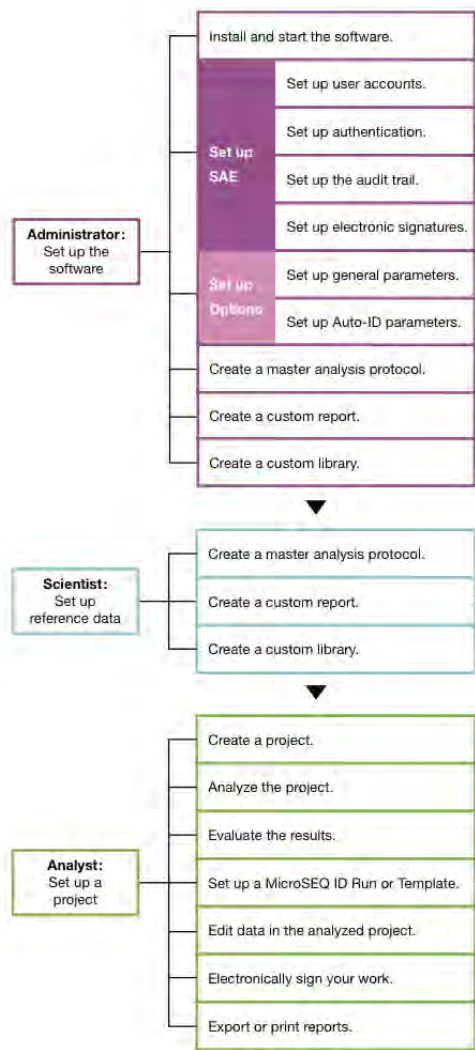 Install and start the software.
Set up
SAE
Set up user accounts.
Set up authentication.
Set up the audit trail.
Set up electronic signatures.
Administrator:
Set up the
software
Set up
Options
Set up general parameters.
Set up Auto-ID parameters.
Create a master analysis protocol.
Create a custom report.
Create a custom library.
Scientist:
Set up
reference data
Create a master analysis protocol.
Create a custom report.
Create a custom library.
Analyst:
Set up a
project
Create a project.
Analyze the project.
Evaluate the results.
Set up a MicroSEQ ID Run or Template.
Edit data in the analyzed project.
Electronically sign your work.
Export or print reports.